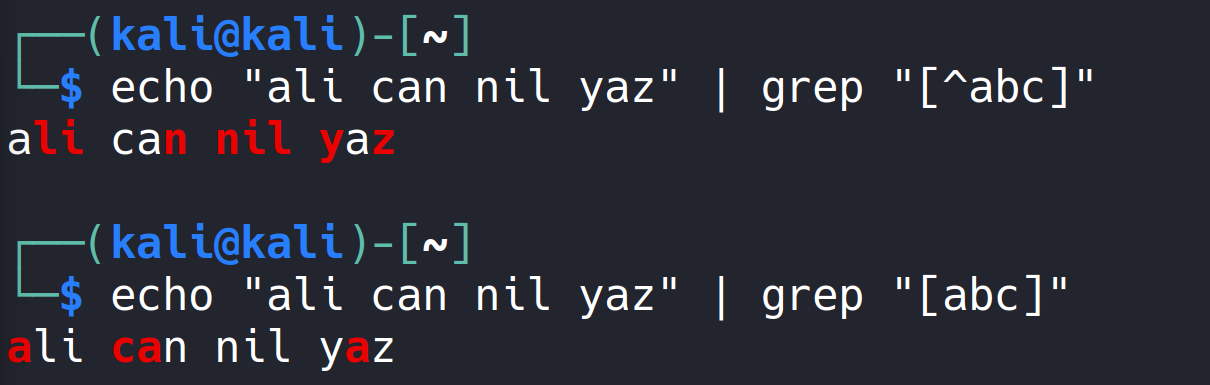 ┌──(kali@kali)-[~]
└─$ echo "ali can nil yaz" | grep "[^abc]"
ali can nil yaz
┌──(kali@kali)-[~]
└─$ echo "ali can nil yaz" | grep "[abc]"
ali can nil yaz